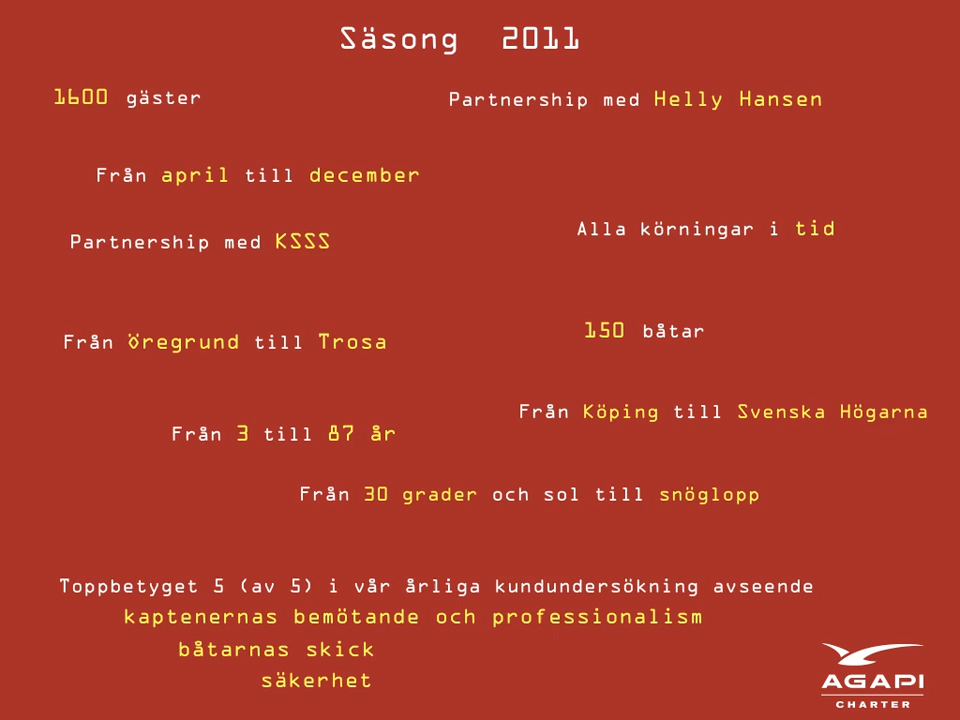 Säsong 2011
1600 gäster
Partnership med Helly Hansen
Från april till december
Partnership med KSSS
Alla körningar i tid
Från öregrund till Trosa
150 båtar
Från Köping till Svenska Högarna
Från 3 till 87 år
Från 30 grader och sol till snöglopp
Toppbetyget 5 (av 5) i vår årliga kundundersökning avseende
kaptenernas bemötande och professionalism
båtarnas skick
säkerhet
AGAPI
CHARTER